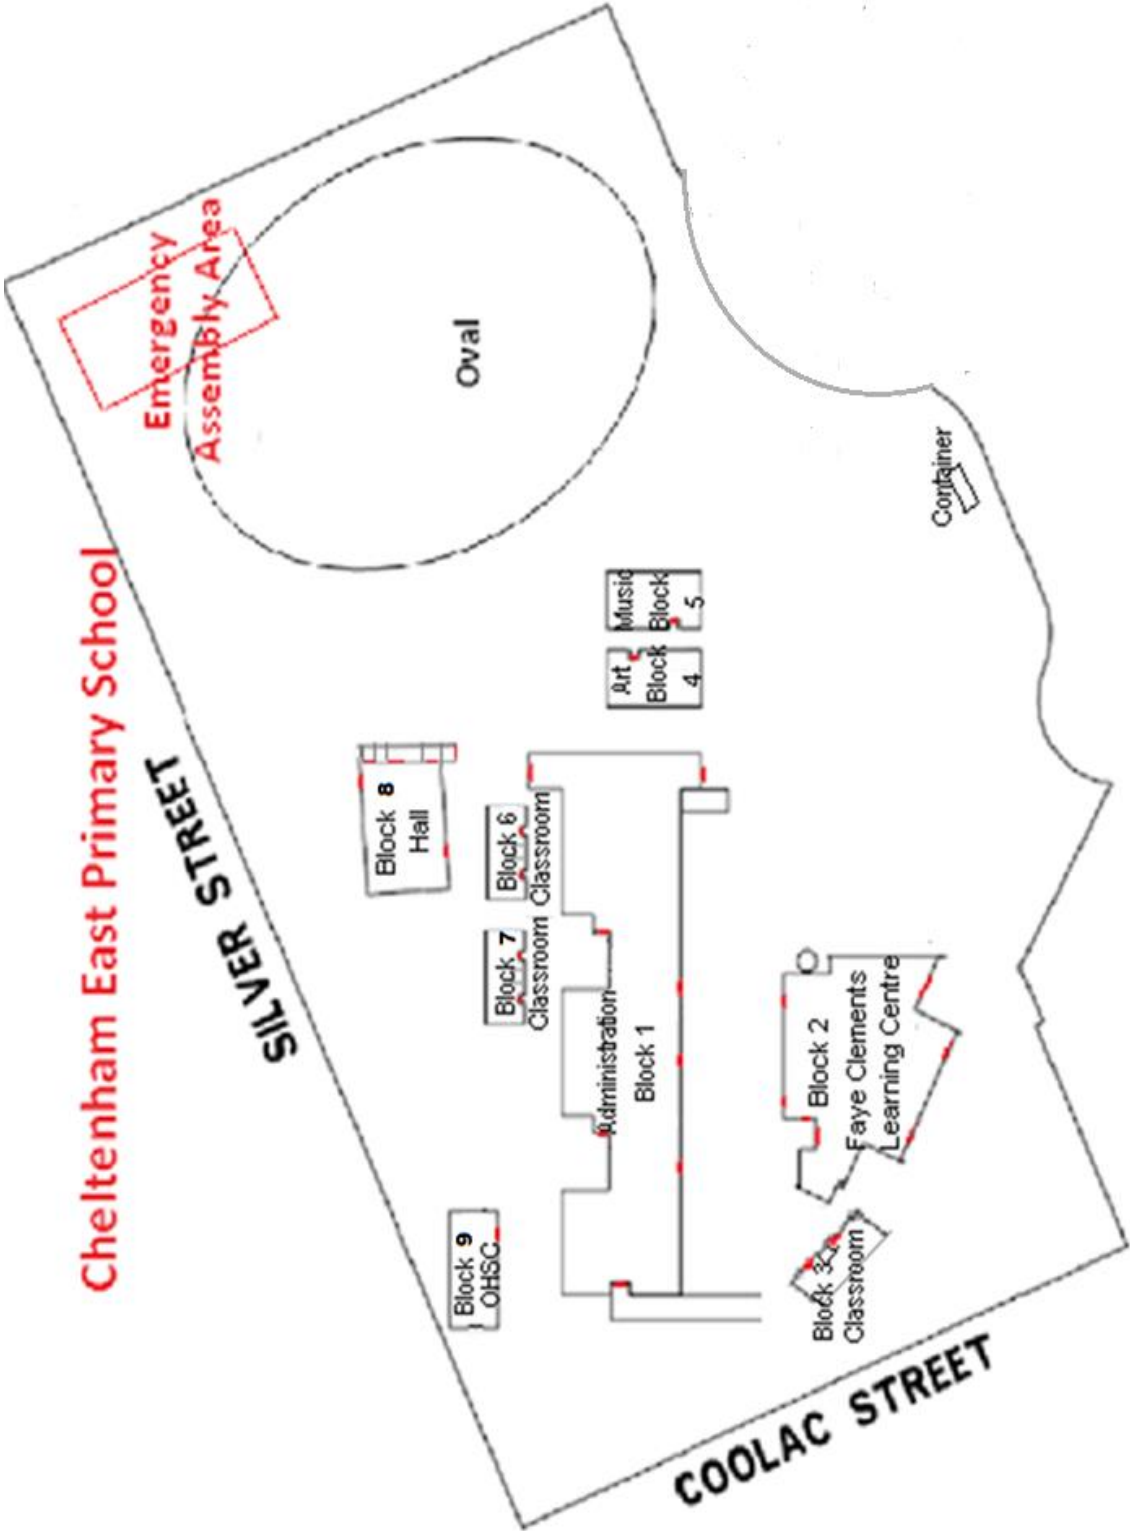 Cheltenham East Primary School
SILVER STREET
Emergency
Assembly Area
Oval
Container
Music
Block
5
Art
Block
4
Block 8
Hall
Block 6
Classroom
Block 7
Classroom
Administration
Block 1
Block 2
Faye Clements
Learning Centre
Block 9
OHSC
Block 3
Classroom
COOLAC STREET